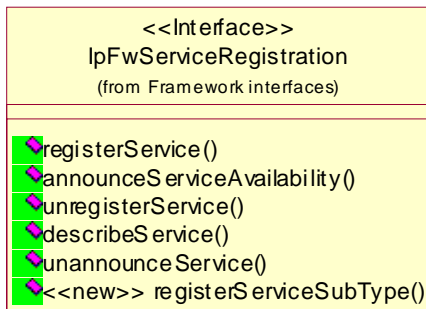 <<Interface>>
IpFwServiceRegistration
(from Framework interfaces)
registerService()
announceServiceAvailability()
unregisterService()
describeService()
unannounceService()
<<new>> registerServiceSubType()